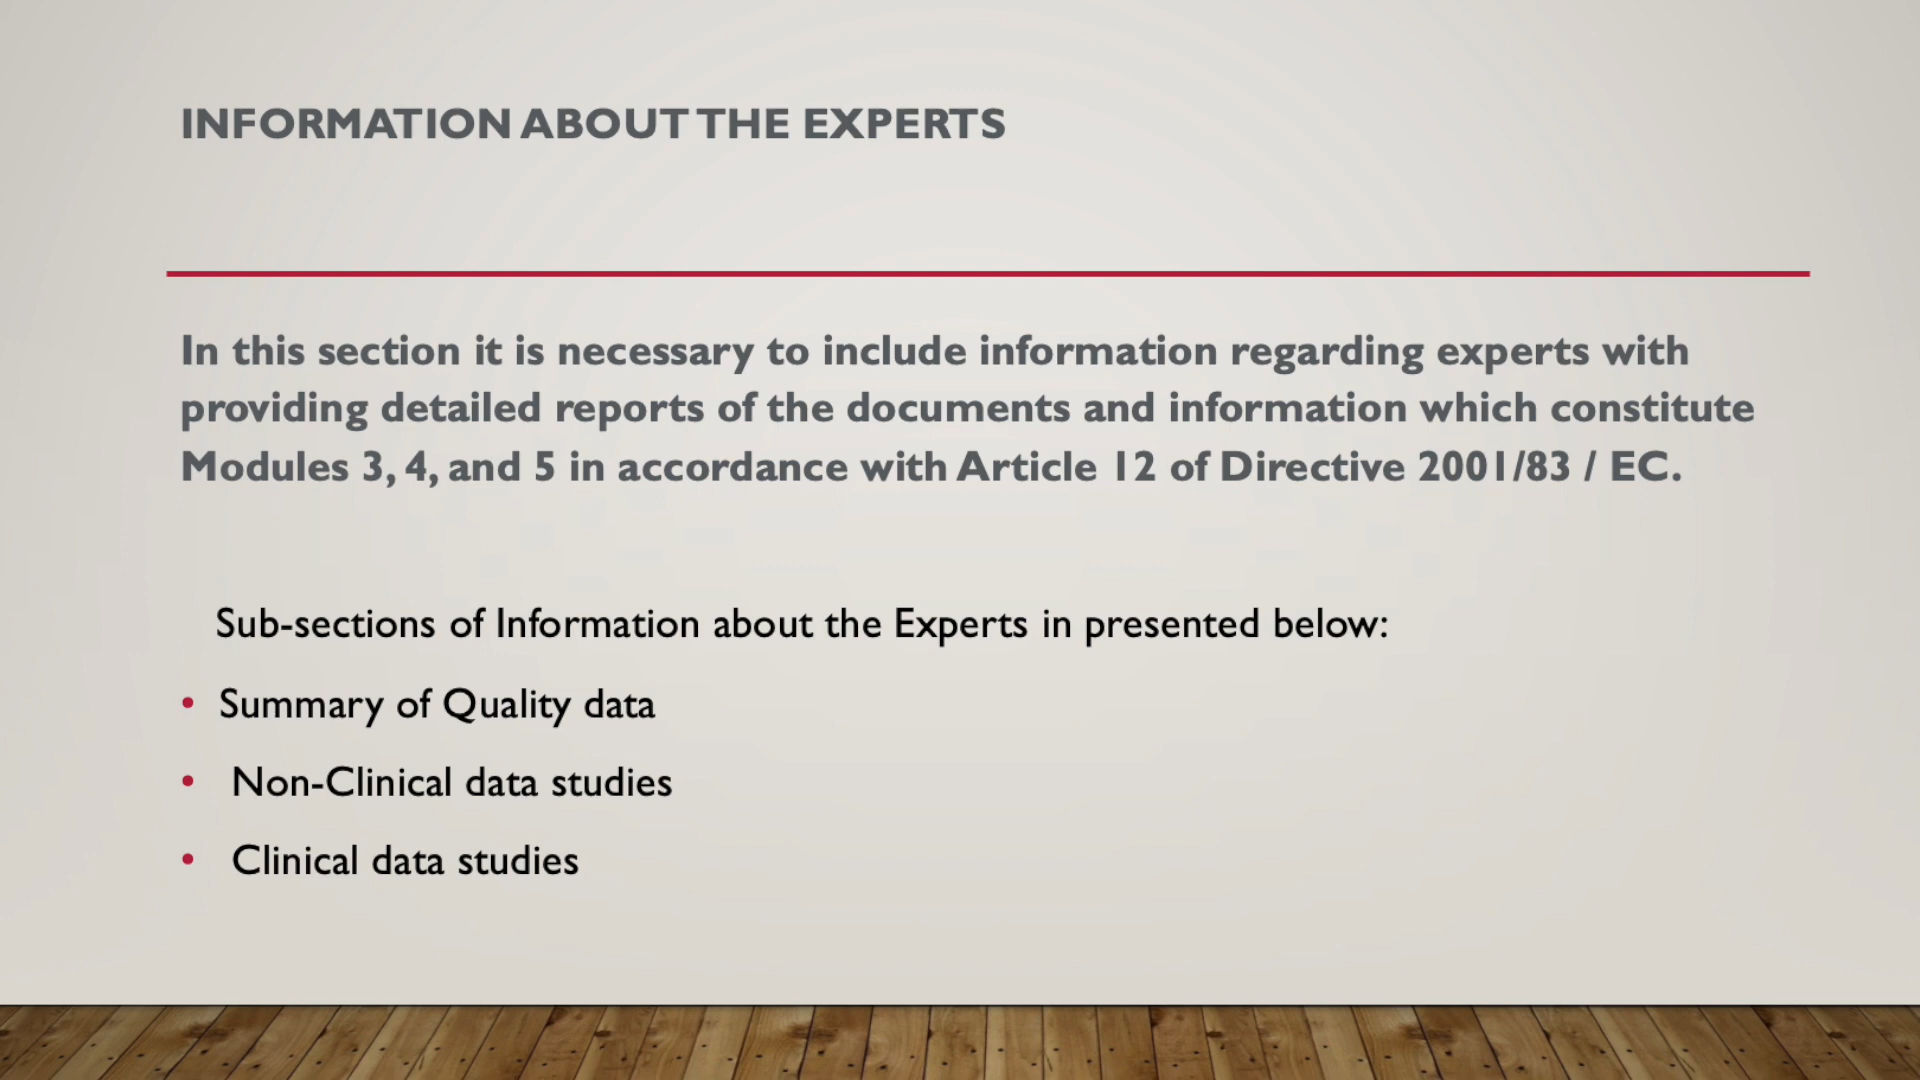 INFORMATION ABOUT THE EXPERTS
In this section it is necessary to include information regarding experts with
providing detailed reports of the documents and information which constitute
Modules 3, 4, and 5 in accordance with Article 12 of Directive 2001/83 / EC.
Sub-sections of Information about the Experts in presented below:
• Summary of Quality data
• Non-Clinical data studies
• Clinical data studies